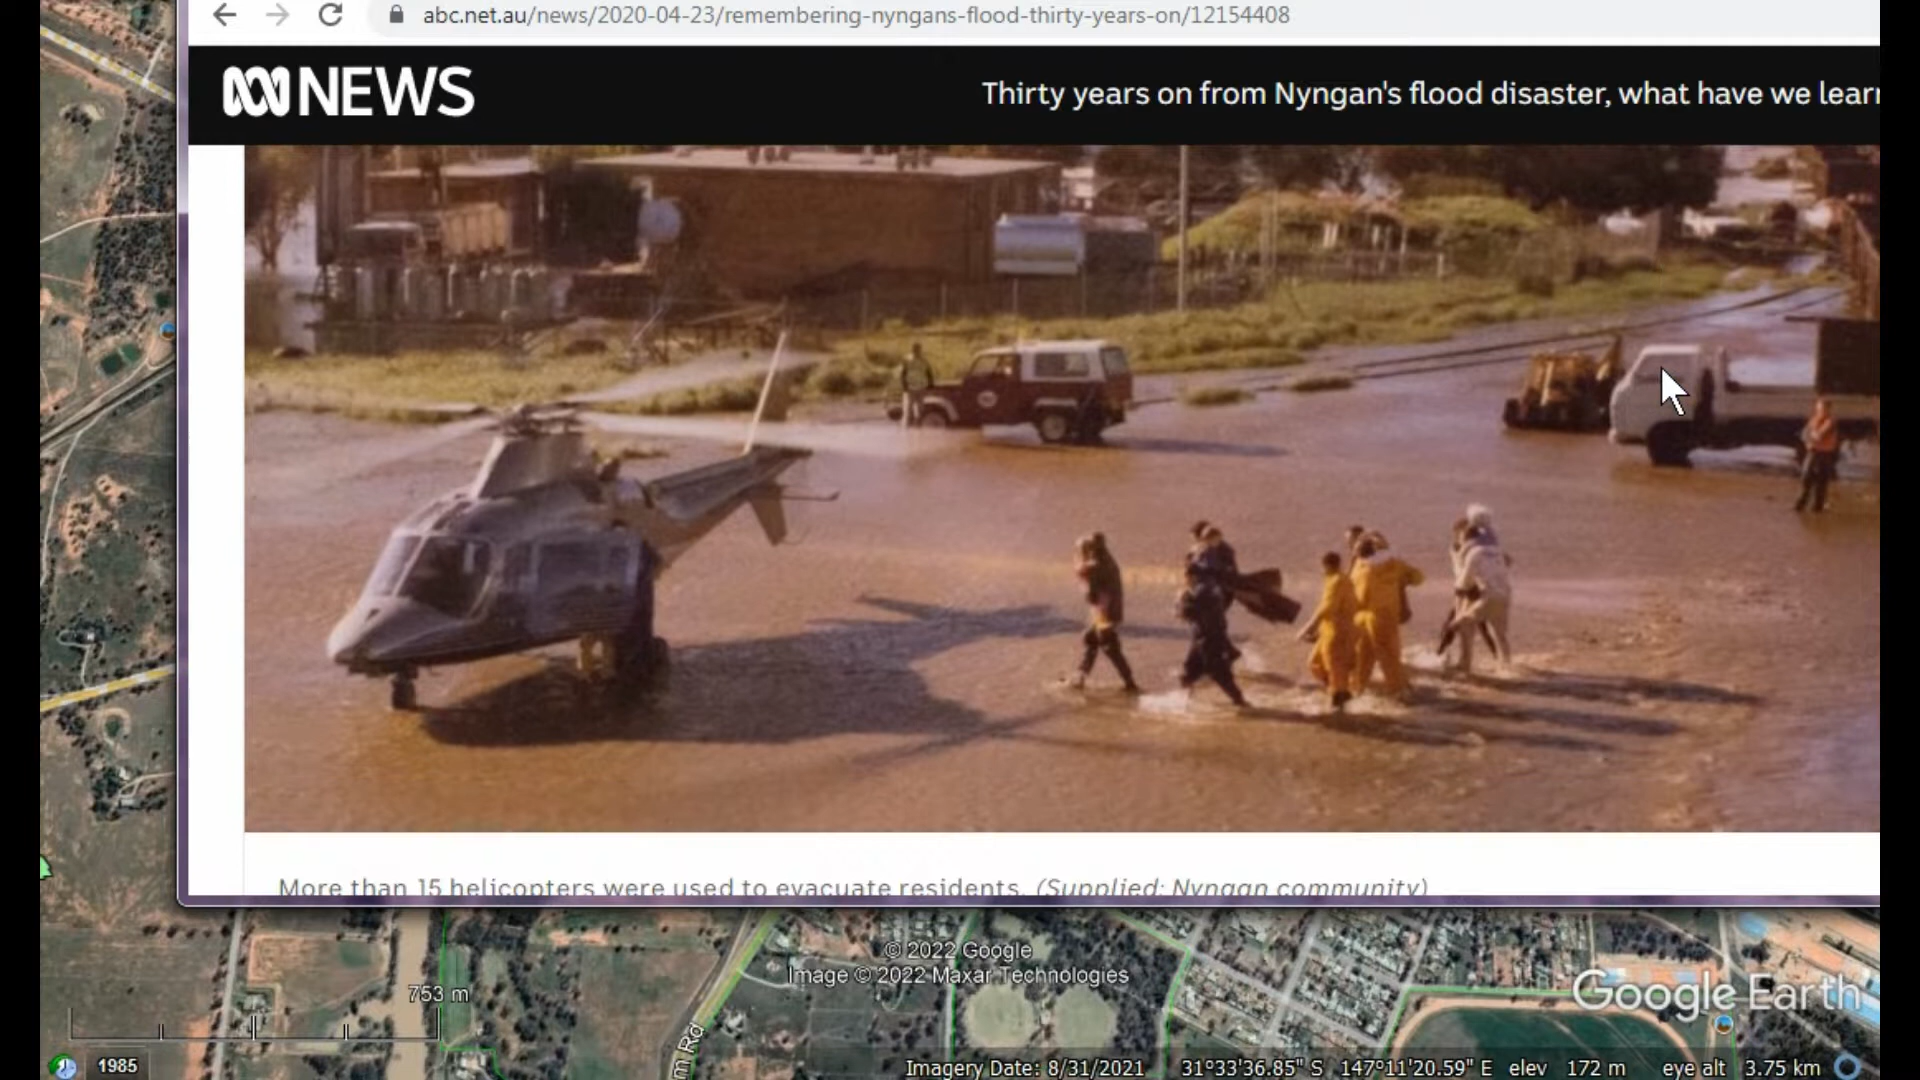 abc.net.au/news/2020-04-23/remembering-nyngans-flood-thirty-years-on/12154408
NEWS
Thirty years on from Nyngan's flood disaster, what have we lear
More than 15 helicopters were used to evacuate residents. (Supplied: Nyngan community)
© 2022 Google
Image © 2022 Maxar Technologies
753 m
m Rd
Google Earth
1985
Imagery Date: 8/31/2021 31°33'36.85" S 147°11'20.59" E elev 172 m eye alt 3.75 km